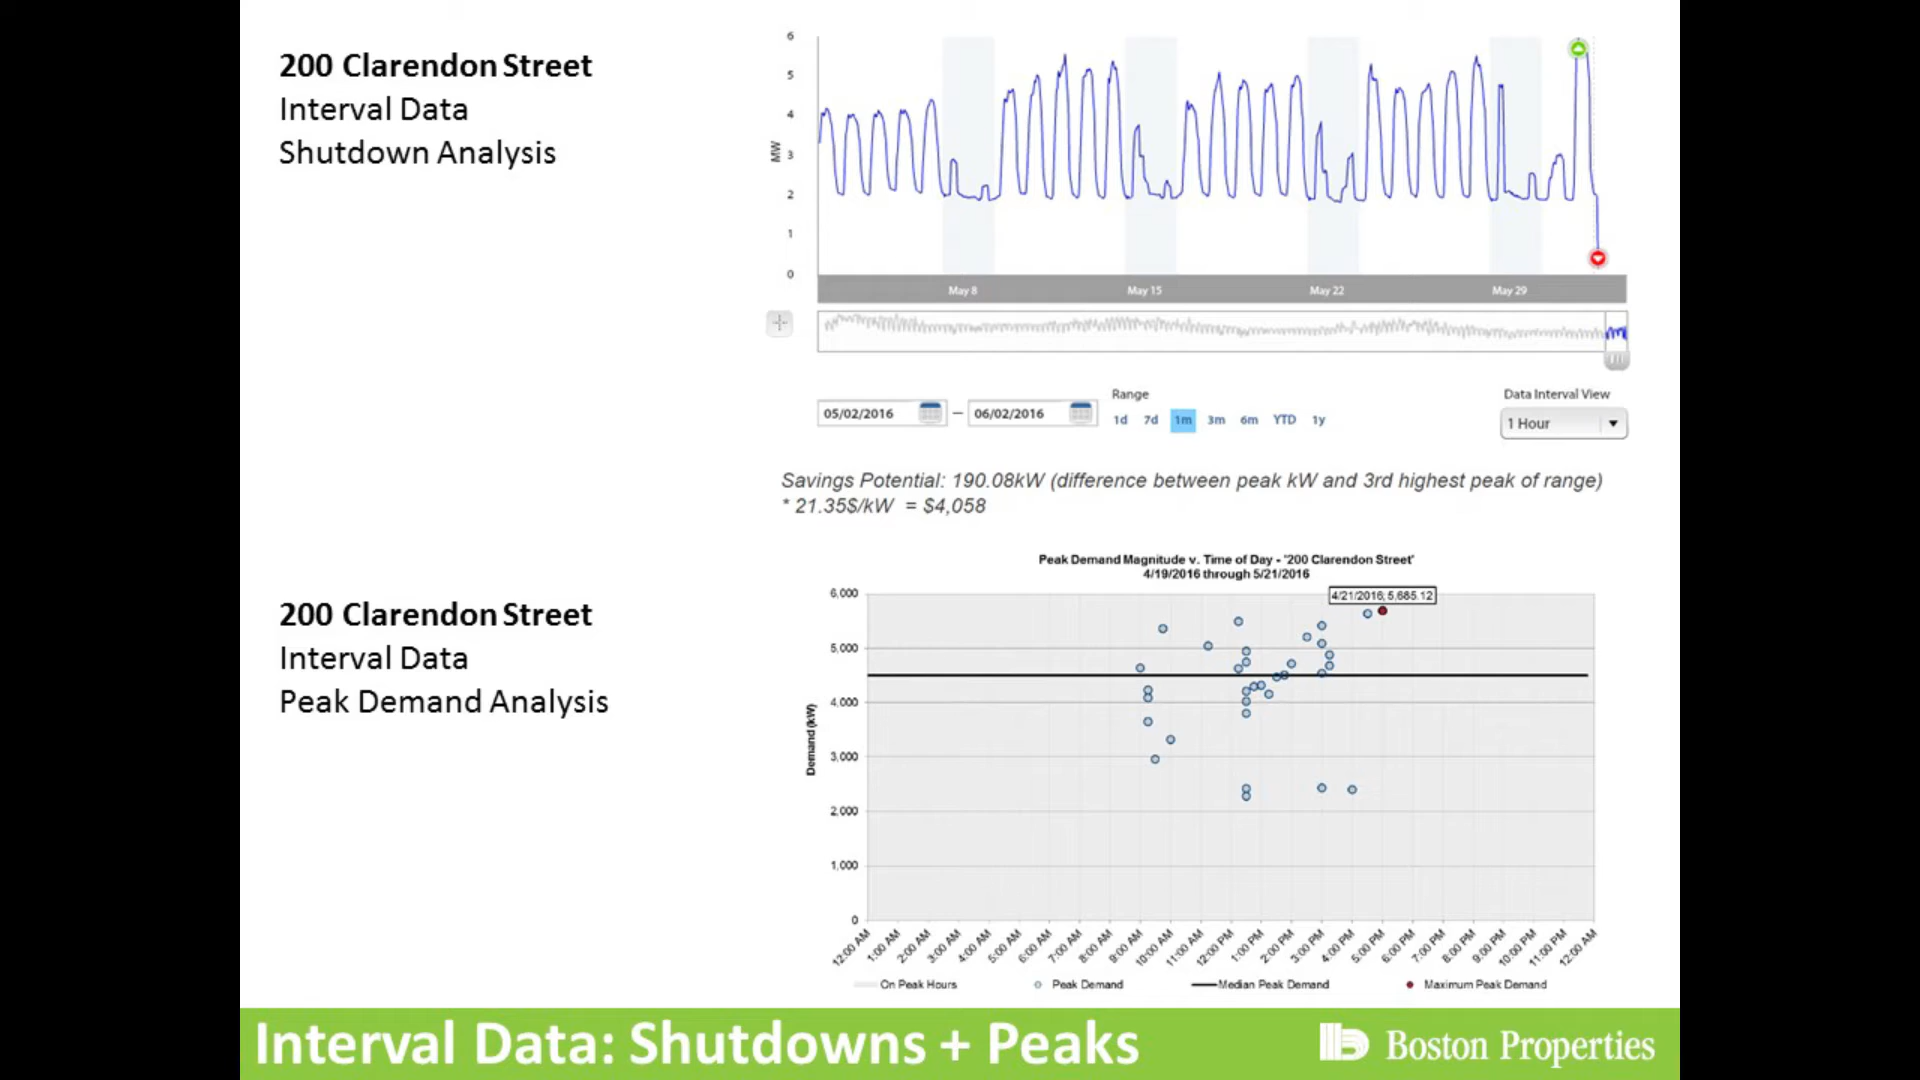 200 Clarendon Street
Interval Data
Shutdown Analysis
6
5
4
3
2
1
0
MW
May 8
May 15
May 22
May 29
05/02/2016 – 06/02/2016
Range
1d 7d 1m 3m 6m YTD 1y
Data Interval View
1 Hour
Savings Potential: 190.08kW (difference between peak kW and 3rd highest peak of range)
* 21.35$/kW = $4,058
200 Clarendon Street
Interval Data
Peak Demand Analysis
Peak Demand Magnitude v. Time of Day - '200 Clarendon Street'
4/19/2016 through 5/21/2016
4/21/2016; 5,685.12
6,000
5,000
4,000
3,000
2,000
1,000
0
Demand (kW)
12:00 AM
1:00 AM
2:00 AM
3:00 AM
4:00 AM
5:00 AM
6:00 AM
7:00 AM
8:00 AM
9:00 AM
10:00 AM
11:00 AM
12:00 PM
1:00 PM
2:00 PM
3:00 PM
4:00 PM
5:00 PM
6:00 PM
7:00 PM
8:00 PM
9:00 PM
10:00 PM
11:00 PM
12:00 AM
On Peak Hours
Peak Demand
Median Peak Demand
Maximum Peak Demand
Interval Data: Shutdowns + Peaks
Boston Properties